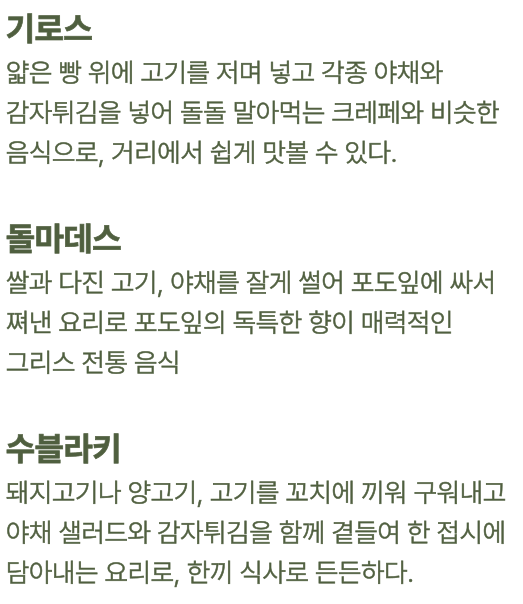 기로스
얇은 빵 위에 고기를 저며 넣고 각종 야채와
감자튀김을 넣어 돌돌 말아먹는 크레페와 비슷한
음식으로, 거리에서 쉽게 맛볼 수 있다.
돌마데스
쌀과 다진 고기, 야채를 잘게 썰어 포도잎에 싸서
쪄낸 요리로 포도잎의 독특한 향이 매력적인
그리스 전통 음식
수블라키
돼지고기나 양고기, 고기를 꼬치에 끼워 구워내고
야채 샐러드와 감자튀김을 함께 곁들여 한 접시에
담아내는 요리로, 한끼 식사로 든든하다.